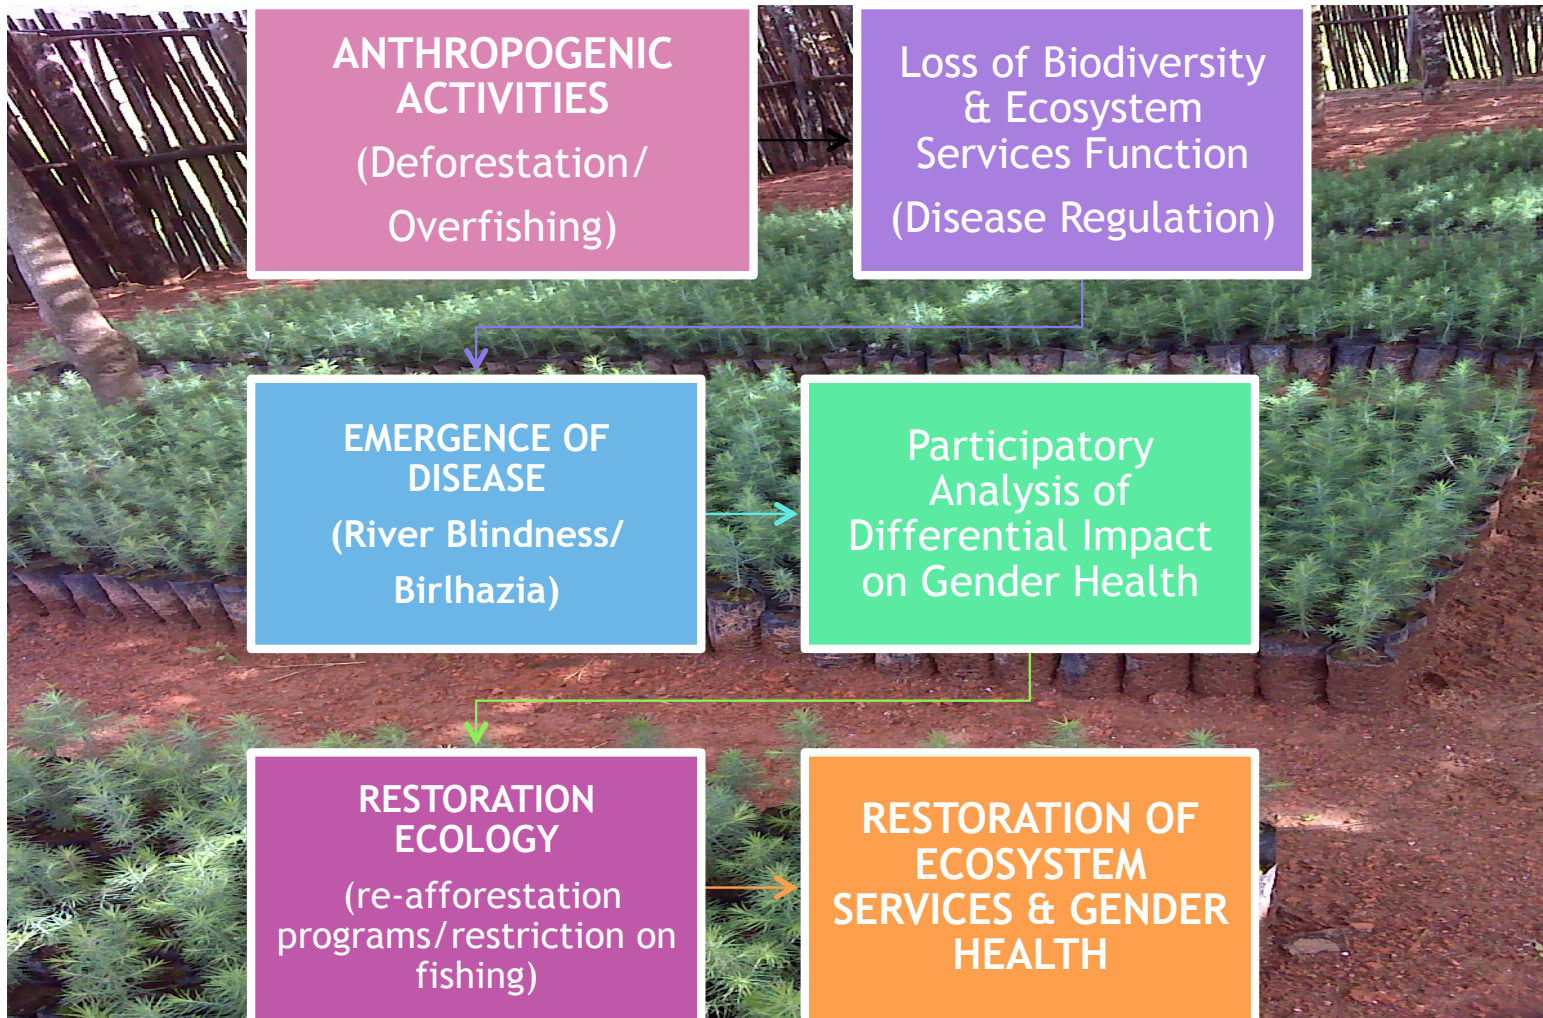 ANTHROPOGENIC
ACTIVITIES
(Deforestation/
Overfishing)
Loss of Biodiversity
& Ecosystem
Services Function
(Disease Regulation)
EMERGENCE OF
DISEASE
(River Blindness/
Birlhazia)
Participatory
Analysis of
Differential Impact
on Gender Health
RESTORATION
ECOLOGY
(re-afforestation
programs/restriction on
fishing)
RESTORATION OF
ECOSYSTEM
SERVICES & GENDER
HEALTH